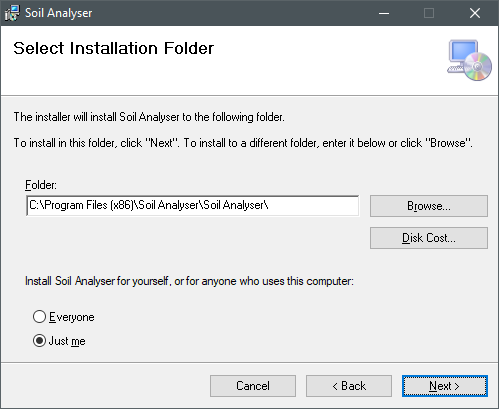 Soil Analyser
Select Installation Folder
The installer will install Soil Analyser to the following folder.
To install in this folder, click "Next". To install to a different folder, enter it below or click "Browse".
Folder:
C:\Program Files (x86)\Soil Analyser\Soil Analyser\
Browse...
Disk Cost...
Install Soil Analyser for yourself, or for anyone who uses this computer:
Everyone
Just me
Cancel
< Back
Next >